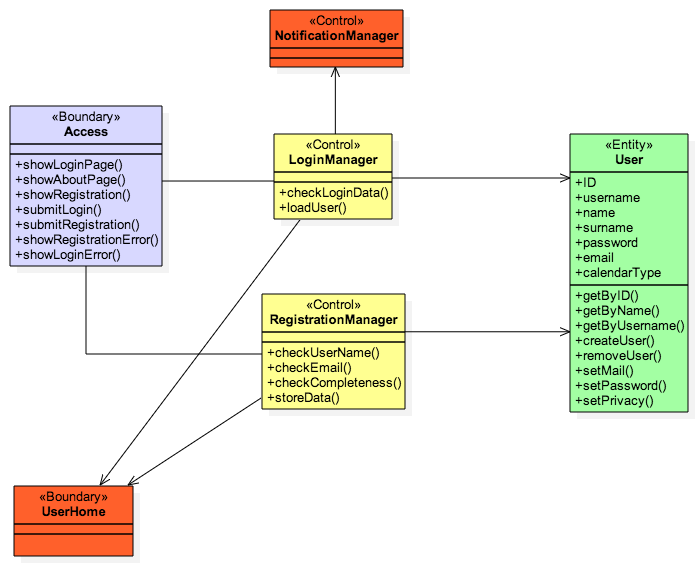 «Control»
NotificationManager
«Boundary»
Access
+showLoginPage()
+showAboutPage()
+showRegistration()
+submitLogin()
+submitRegistration()
+showRegistrationError()
+showLoginError()
«Control»
LoginManager
+checkLoginData()
+loadUser()
«Entity»
User
+ID
+username
+name
+surname
+password
+email
+calendarType
+getByID()
+getByName()
+getByUsername()
+createUser()
+removeUser()
+setMail()
+setPassword()
+setPrivacy()
«Control»
RegistrationManager
+checkUserName()
+checkEmail()
+checkCompleteness()
+storeData()
«Boundary»
UserHome